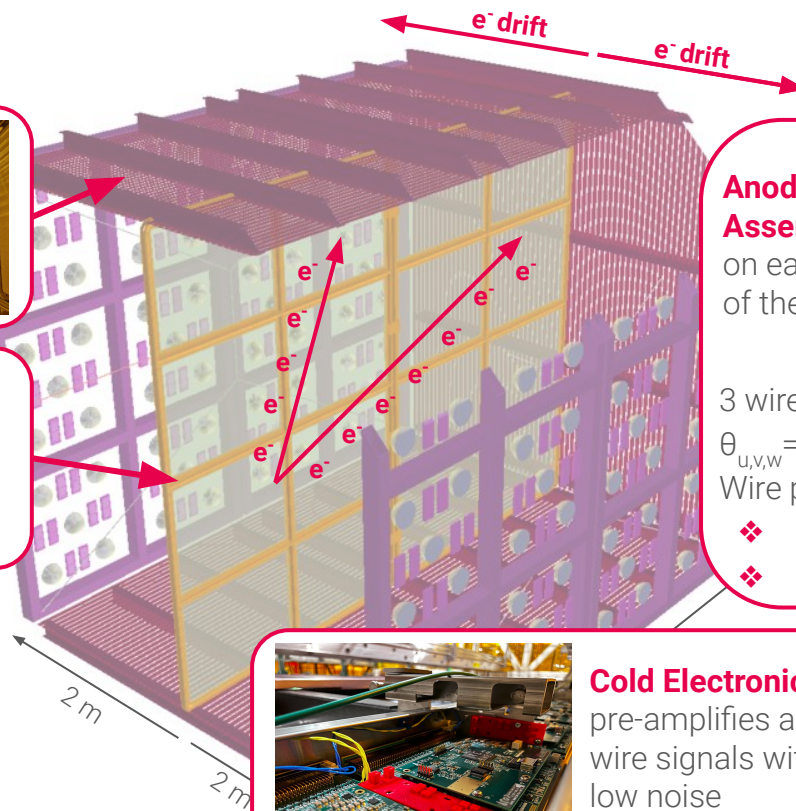 e⁻ drift
e⁻ drift
e⁻
e⁻
e⁻
e⁻
e⁻
e⁻
e⁻
e⁻
e⁻
e⁻
e⁻
e⁻
on ea
of the
3 wire
θu,v,w=
Wire p
❖
❖
2 m
2 m
Anod
Asse
Cold Electronic
pre-amplifies a
wire signals wi
low noise